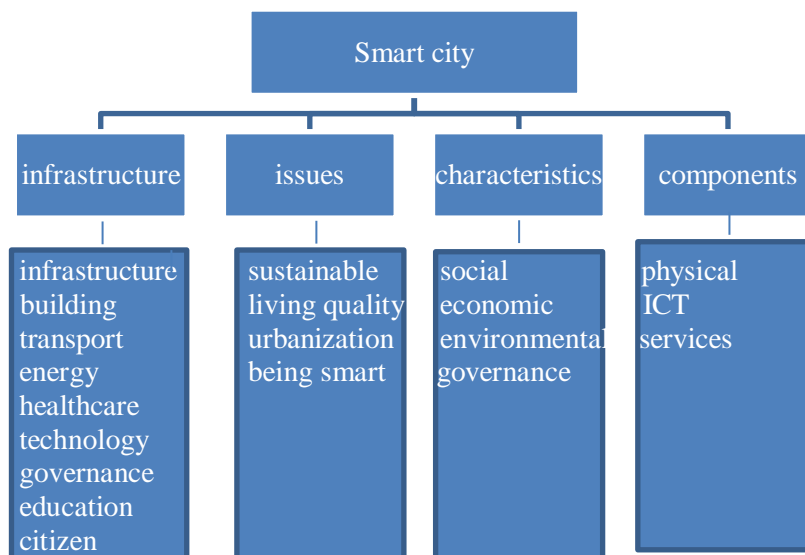 Smart city
infrastructure
issues
characteristics
components
infrastructure
building
transport
energy
healthcare
technology
governance
education
citizen
sustainable
living quality
urbanization
being smart
social
economic
environmental
governance
physical
ICT
services